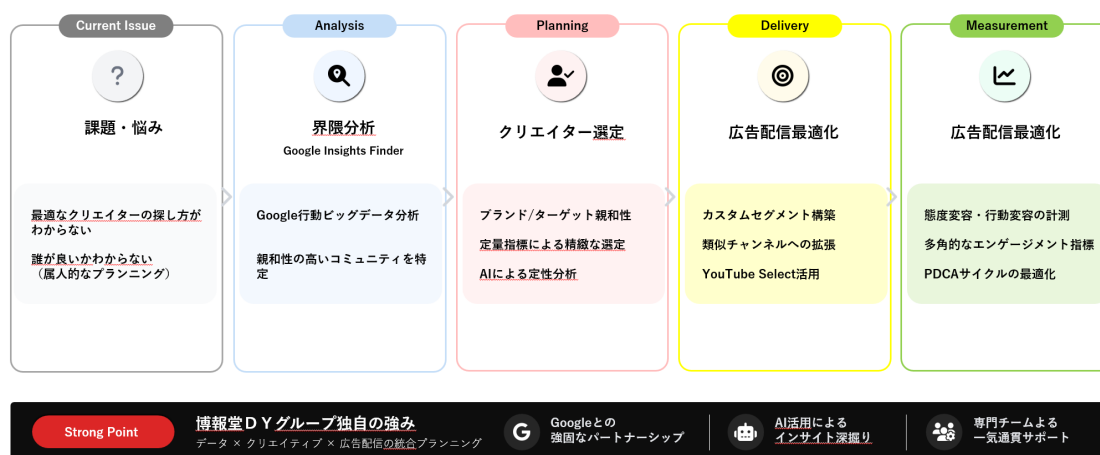 Current Issue
課題・悩み
最適なクリエイターの探し方が
わからない
誰が良いかわからない
（属人的なプランニング）
Analysis
界隈分析
Google Insights Finder
Google行動ビッグデータ分析
親和性の高いコミュニティを特
定
Planning
クリエイター選定
ブランド/ターゲット親和性
定量指標による精緻な選定
AIによる定性分析
Delivery
広告配信最適化
カスタムセグメント構築
類似チャンネルへの拡張
YouTube Select活用
Measurement
広告配信最適化
態度変容・行動変容の計測
多角的なエンゲージメント指標
PDCAサイクルの最適化
Strong Point
博報堂ＤＹグループ独自の強み
データ × クリエイティブ × 広告配信の統合プランニング
G
Googleとの
強固なパートナーシップ
AI活用による
インサイト深掘り
専門チームよる
一気通貫サポート